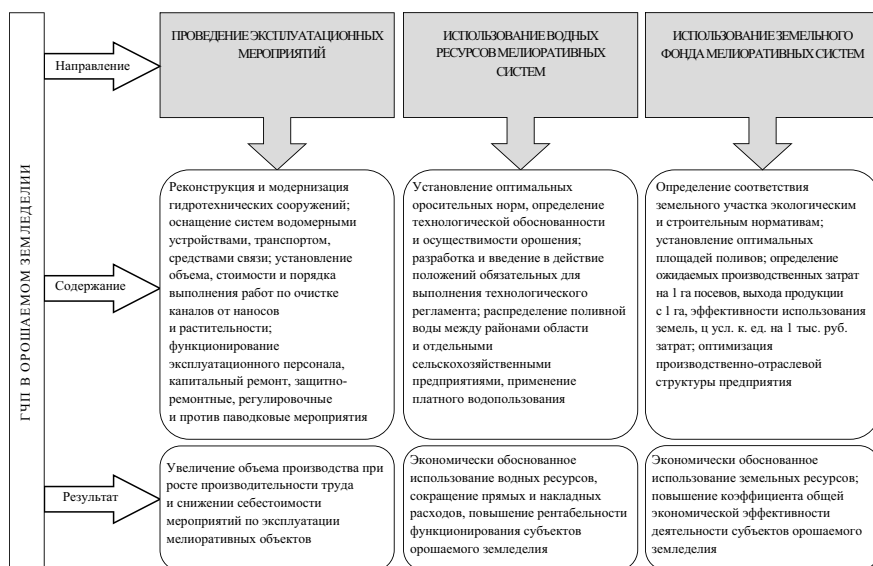 ГЧП В ОРОШАЕМОМ ЗЕМЛЕДЕЛИИ
Направление
ПРОВЕДЕНИЕ ЭКСПЛУАТАЦИОННЫХ
МЕРОПРИЯТИЙ
ИСПОЛЬЗОВАНИЕ ВОДНЫХ
РЕСУРСОВ МЕЛИОРАТИВНЫХ
СИСТЕМ
ИСПОЛЬЗОВАНИЕ ЗЕМЕЛЬНОГО
ФОНДА МЕЛИОРАТИВНЫХ СИСТЕМ
Содержание
Реконструкция и модернизация
гидротехнических сооружений;
оснащение систем водомерными
устройствами, транспортом,
средствами связи; установление
объема, стоимости и порядка
выполнения работ по очистке
каналов от наносов
и растительности;
функционирование
эксплуатационного персонала,
капитальный ремонт, защитно-
ремонтные, регулировочные
и против паводковые мероприятия
Установление оптимальных
оросительных норм, определение
технологической обоснованности
и осуществимости орошения;
разработка и введение в действие
положений обязательных для
выполнения технологического
регламента; распределение поливной
воды между районами области
и отдельными
сельскохозяйственными
предприятиями, применение
платного водопользования
Определение соответствия
земельного участка экологическим
и строительным нормативам;
установление оптимальных
площадей поливов; определение
ожидаемых производственных затрат
на 1 га посевов, выхода продукции
с 1 га, эффективности использования
земель, ц усл. к. ед. на 1 тыс. руб.
затрат; оптимизация
производственно-отраслевой
структуры предприятия
Результат
Увеличение объема производства при
росте производительности труда
и снижении себестоимости
мероприятий по эксплуатации
мелиоративных объектов
Экономически обоснованное
использование водных ресурсов,
сокращение прямых и накладных
расходов, повышение рентабельности
функционирования субъектов
орошаемого земледелия
Экономически обоснованное
использование земельных ресурсов;
повышение коэффициента общей
экономической эффективности
деятельности субъектов орошаемого
земледелия